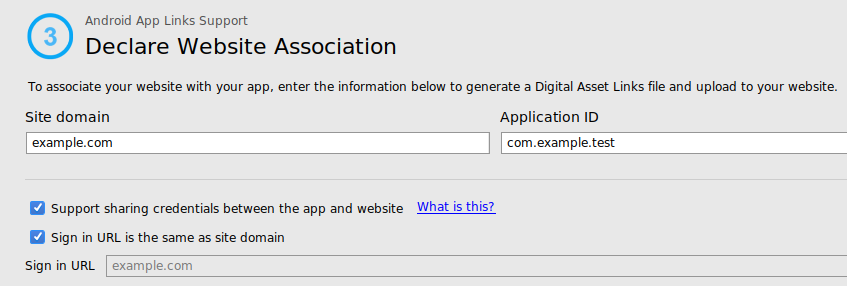 3
Android App Links Support
Declare Website Association
To associate your website with your app, enter the information below to generate a Digital Asset Links file and upload to your website.
Site domain
Application ID
example.com
com.example.test
Support sharing credentials between the app and website What is this?
Sign in URL is the same as site domain
Sign in URL example.com